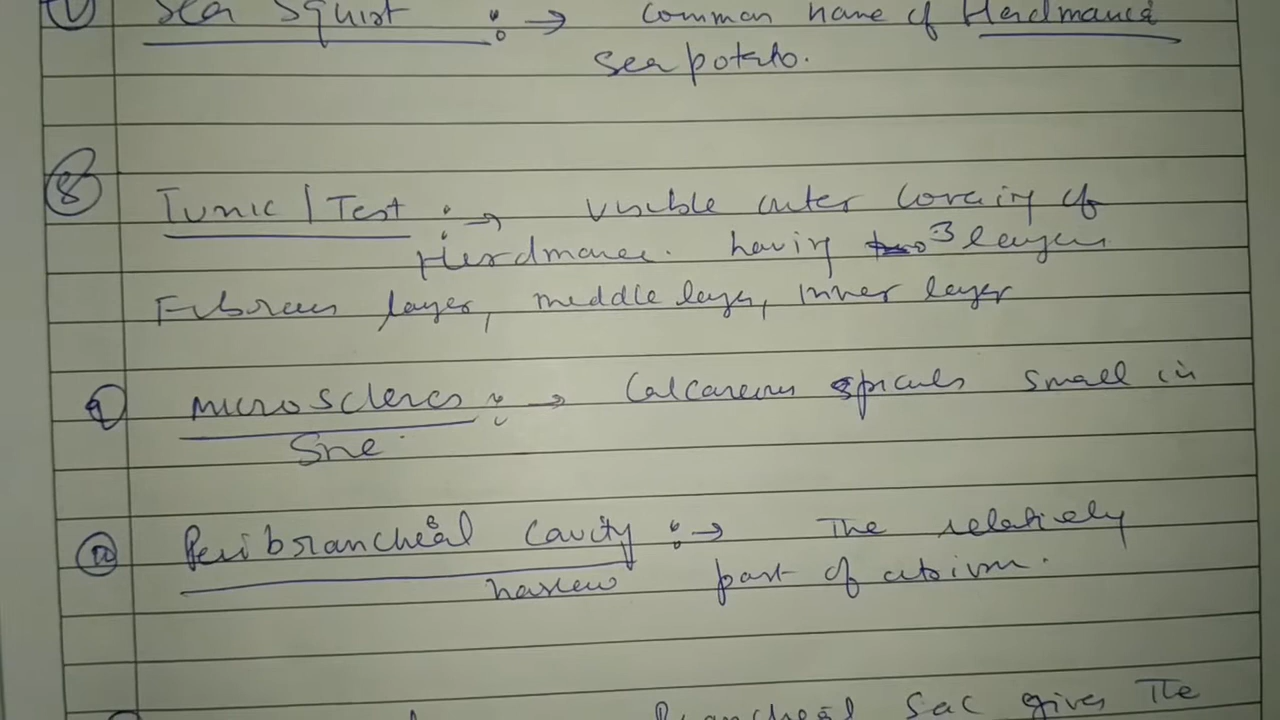 Sea Squirt :→ Common name of Herdmania
sea potato.
⑧ Tunic / Test :→ Visible outer covering of
Herdmania. having 3 layers
Fibrous layer, middle layer, inner layer
⑨ Microscleres :→ Calcareous spicules small in
Size.
⑩ Peribrancheal Cavity :→ The relatively
narrow part of atrium.
Brancheal Sac gives The